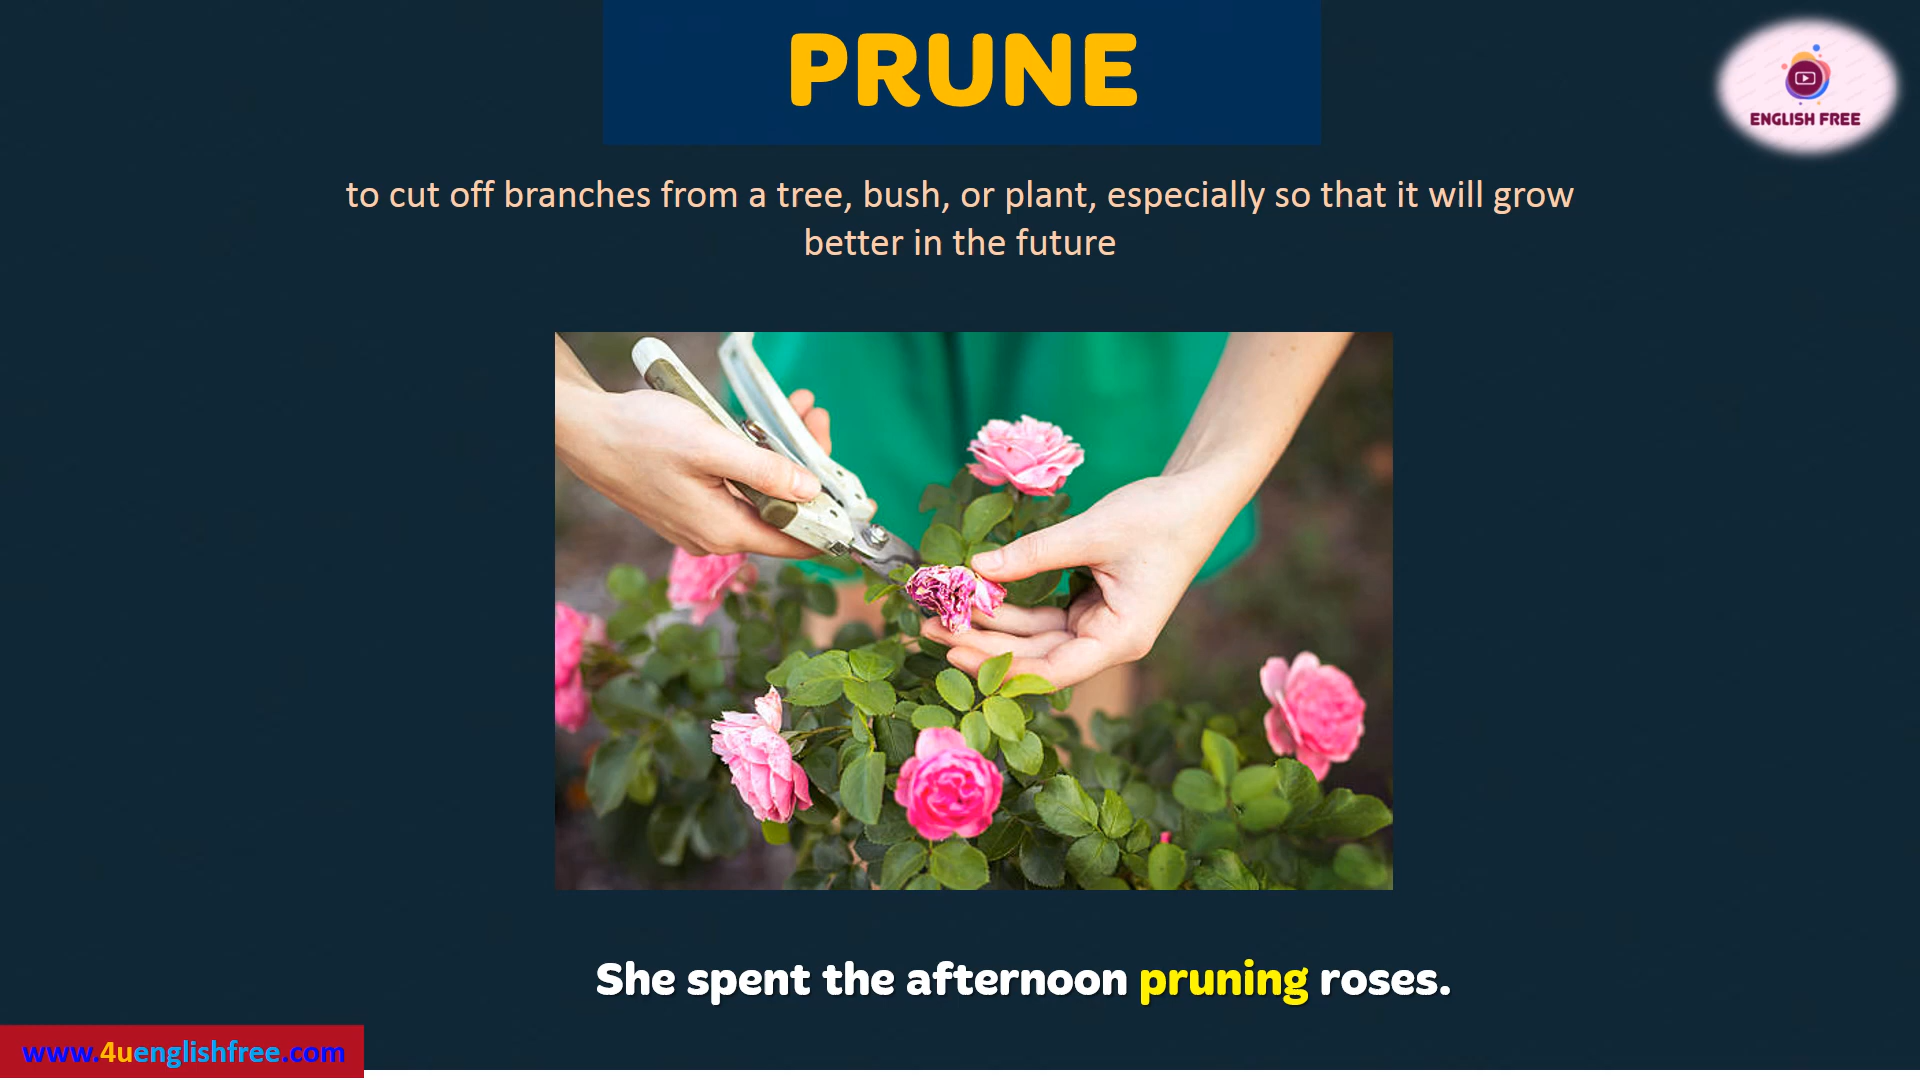 PRUNE
ENGLISH FREE
to cut off branches from a tree, bush, or plant, especially so that it will grow
better in the future
She spent the afternoon pruning roses.
www.4uenglishfree.com